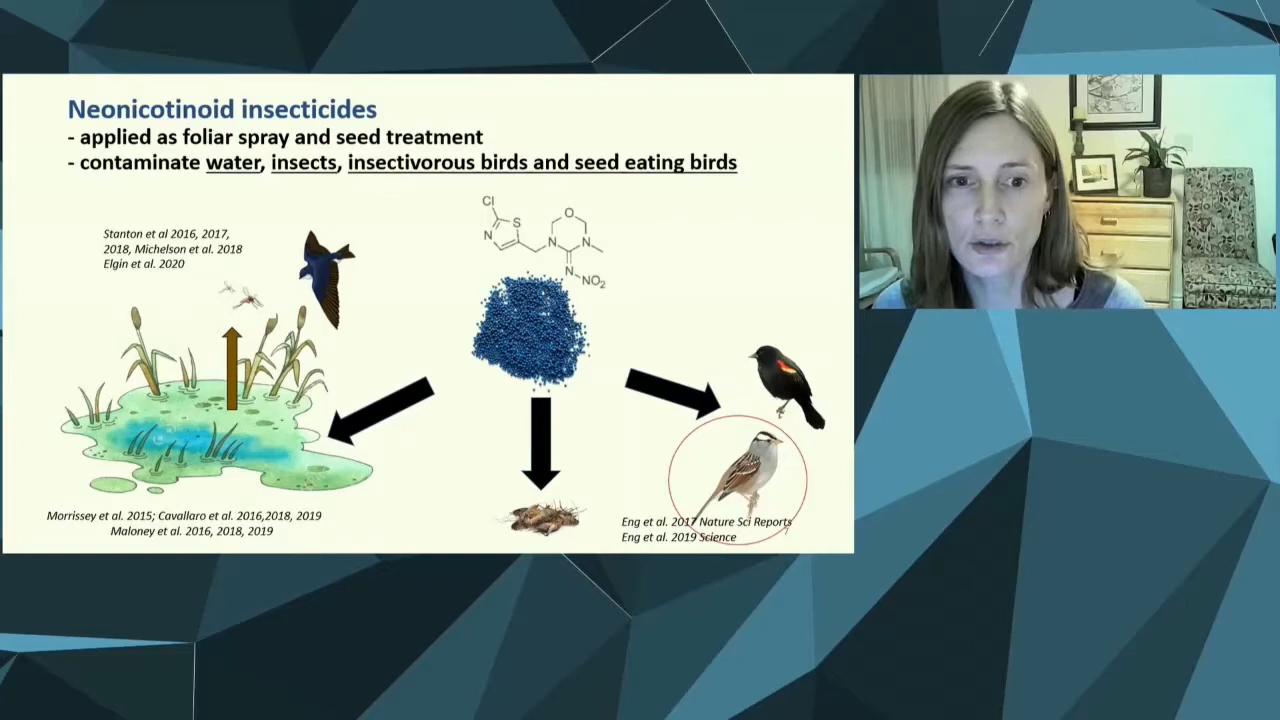 Neonicotinoid insecticides
- applied as foliar spray and seed treatment
- contaminate water, insects, insectivorous birds and seed eating birds
Stanton et al 2016, 2017,
2018, Michelson et al. 2018
Elgin et al. 2020
Cl
S
N
O
N
N
N
NO2
Morrissey et al. 2015; Cavallaro et al. 2016,2018, 2019
Maloney et al. 2016, 2018, 2019
Eng et al. 2017 Nature Sci Reports
Eng et al. 2019 Science